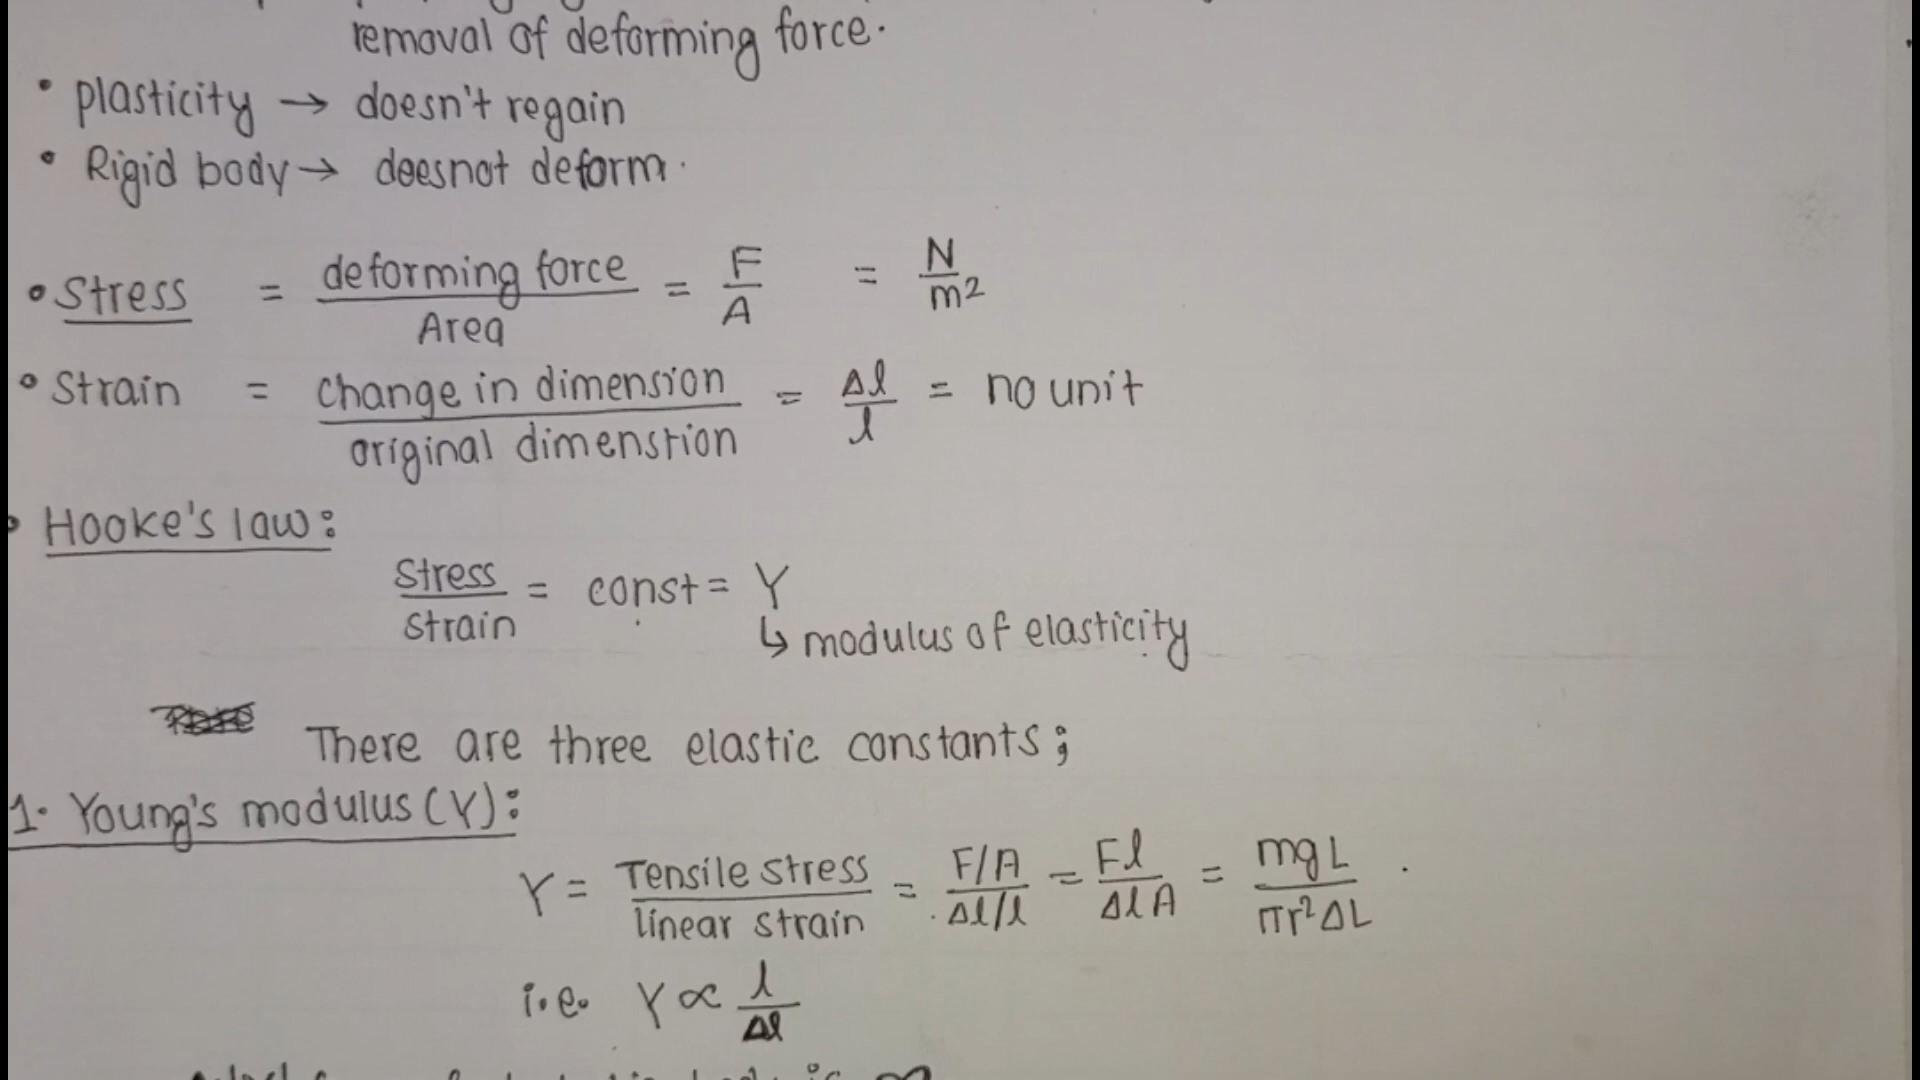 removal of deforming force.
• plasticity → doesn't regain
• Rigid body → doesnot deform.
• Stress = deforming force / Area = F / A = N / m²
• Strain = change in dimension / original dimenstion = Δl / l = no unit
• Hooke's law:
Stress / Strain = const = Y
↳ modulus of elasticity
There are three elastic constants;
1. Young's modulus (Y):
Y = Tensile stress / linear strain = F/A / Δl/l = Fl / ΔlA = mgL / πr²ΔL .
i.e. Y ∝ l / Δl